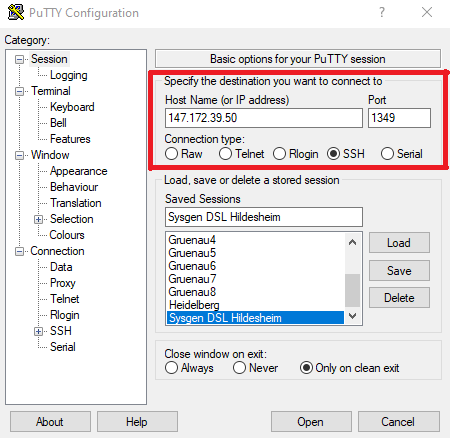 PuTTY Configuration
?
Category:
Session
Logging
Terminal
Keyboard
Bell
Features
Window
Appearance
Behaviour
Translation
Selection
Colours
Connection
Data
Proxy
Telnet
Rlogin
SSH
Serial
Basic options for your PuTTY session
Specify the destination you want to connect to
Host Name (or IP address) Port
147.172.39.50 1349
Connection type:
Raw Telnet Rlogin SSH Serial
Load, save or delete a stored session
Saved Sessions
Sysgen DSL Hildesheim
Gruenau4
Gruenau5
Gruenau6
Gruenau7
Gruenau8
Heidelberg
Sysgen DSL Hildesheim
Load
Save
Delete
Close window on exit:
Always Never Only on clean exit
About Help Open Cancel